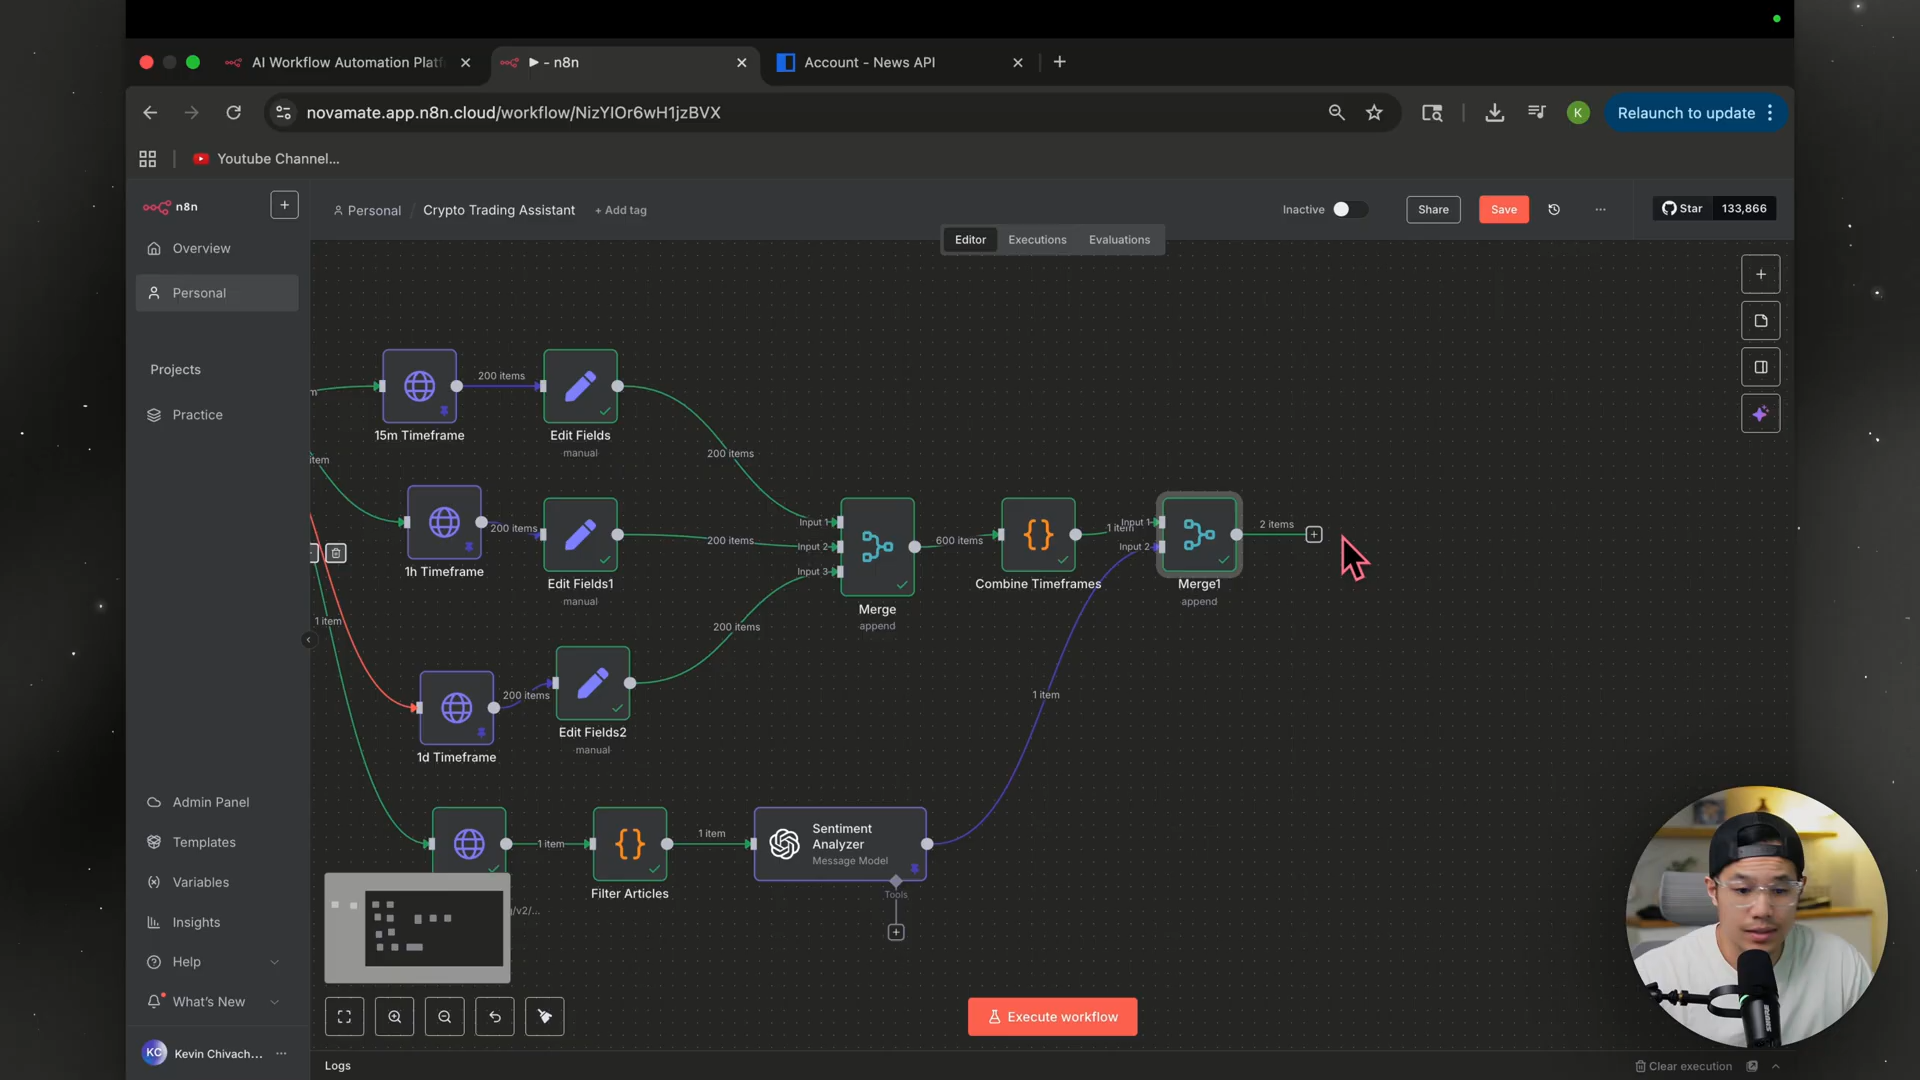 AI Workflow Automation Platf
- n8n
Account - News API
novamate.app.n8n.cloud/workflow/NizYIOr6wH1jzBVX
K
Relaunch to update
Youtube Channel...
n8n
Personal / Crypto Trading Assistant + Add tag
Inactive
Share
Save
Star 133,866
Editor Executions Evaluations
Overview
Personal
Projects
Practice
200 items
15m Timeframe
Edit Fields
manual
item
200 items
200 items
1h Timeframe
Edit Fields1
manual
200 items
Input 1
Input 2
Input 3
Merge
append
600 items
Combine Timeframes
1 item
Input 1
Input 2
Merge1
append
2 items
1 item
200 items
200 items
1d Timeframe
Edit Fields2
manual
1 item
1 item
1 item
Filter Articles
Sentiment
Analyzer
Message Model
Tools
/v2/...
Admin Panel
Templates
Variables
Insights
Help
What's New
KC Kevin Chivach...
Execute workflow
Logs
Clear execution